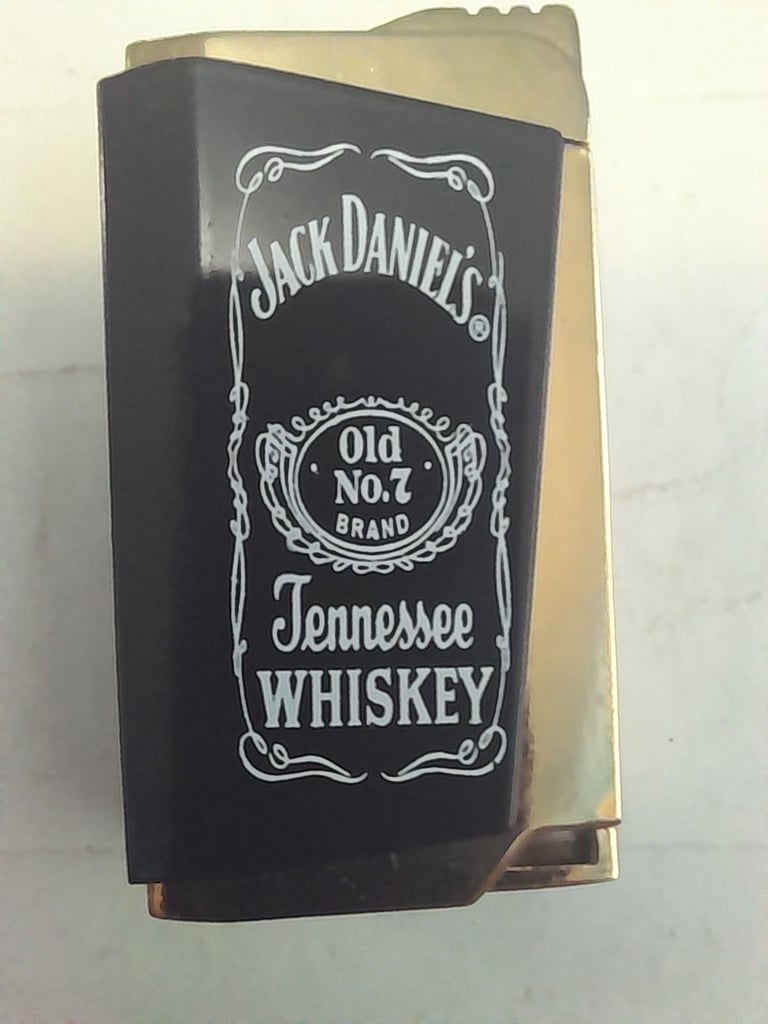 JACK DANIEL'S®
Old
No.7
BRAND
Tennessee
WHISKEY